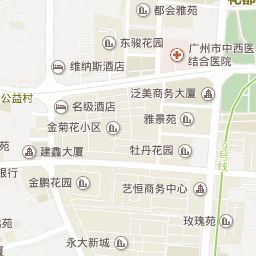 都会雅苑
东骏花园
广州市中西医
结合医院
维纳斯酒店
公益村
泛美商务大厦
名级酒店
雅景苑
金菊花小区
建鑫大厦
牡丹花园
号线
银行
金鹏花园
艺恒商务中心
玫瑰苑
苑
永大新城